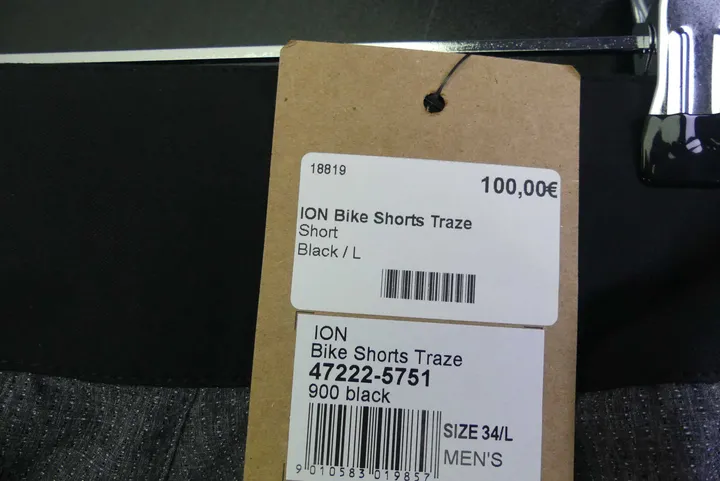 18819
100,00€
ION Bike Shorts Traze
Short
Black / L
ION
Bike Shorts Traze
47222-5751
900 black
SIZE 34/L
MEN'S
9 010583 019857